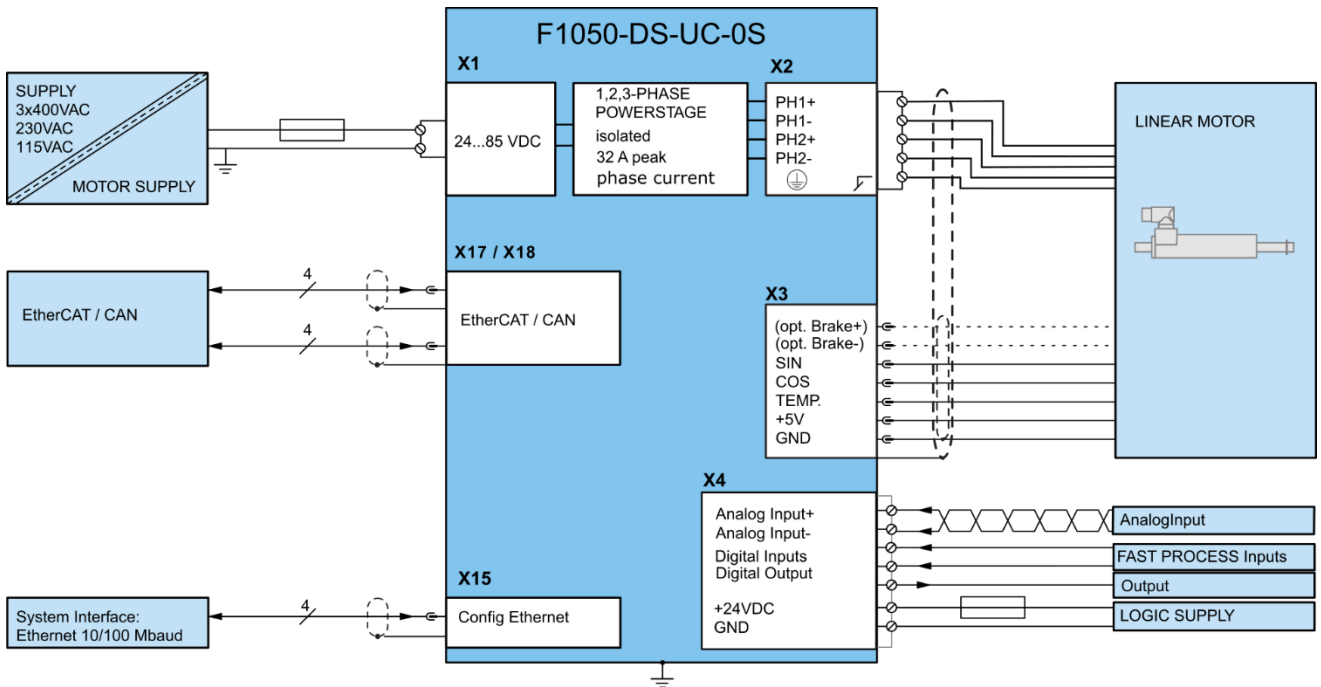 F1050-DS-UC-0S
X1
X2
SUPPLY
3x400VAC
230VAC
115VAC
MOTOR SUPPLY
24...85 VDC
1,2,3-PHASE
POWERSTAGE
isolated
32 A peak
phase current
PH1+
PH1-
PH2+
PH2-
LINEAR MOTOR
X17 / X18
EtherCAT / CAN
4
4
EtherCAT / CAN
X3
(opt. Brake+)
(opt. Brake-)
SIN
COS
TEMP.
+5V
GND
X4
Analog Input+
Analog Input-
Digital Inputs
Digital Output
+24VDC
GND
AnalogInput
FAST PROCESS Inputs
Output
LOGIC SUPPLY
X15
System Interface:
Ethernet 10/100 Mbaud
4
Config Ethernet